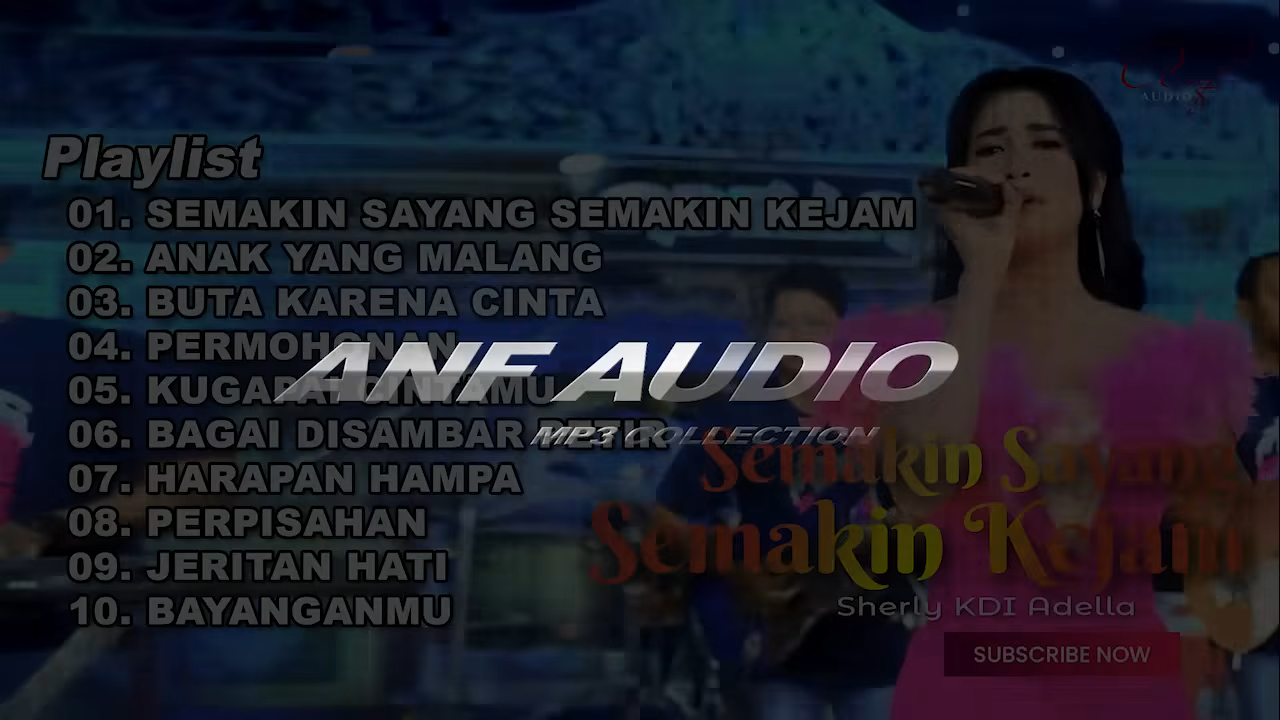 AUDIO
Playlist
01. SEMAKIN SAYANG SEMAKIN KEJAM
02. ANAK YANG MALANG
03. BUTA KARENA CINTA
04. PERMOHONAN
ANF AUDIO
05. KUGAPAI CINTAMU
06. BAGAI DISAMBAR PETIR
MP3 COLLECTION
07. HARAPAN HAMPA
08. PERPISAHAN
09. JERITAN HATI
10. BAYANGANMU
Semakin Sayang
Semakin Kejam
Sherly KDI Adella
SUBSCRIBE NOW